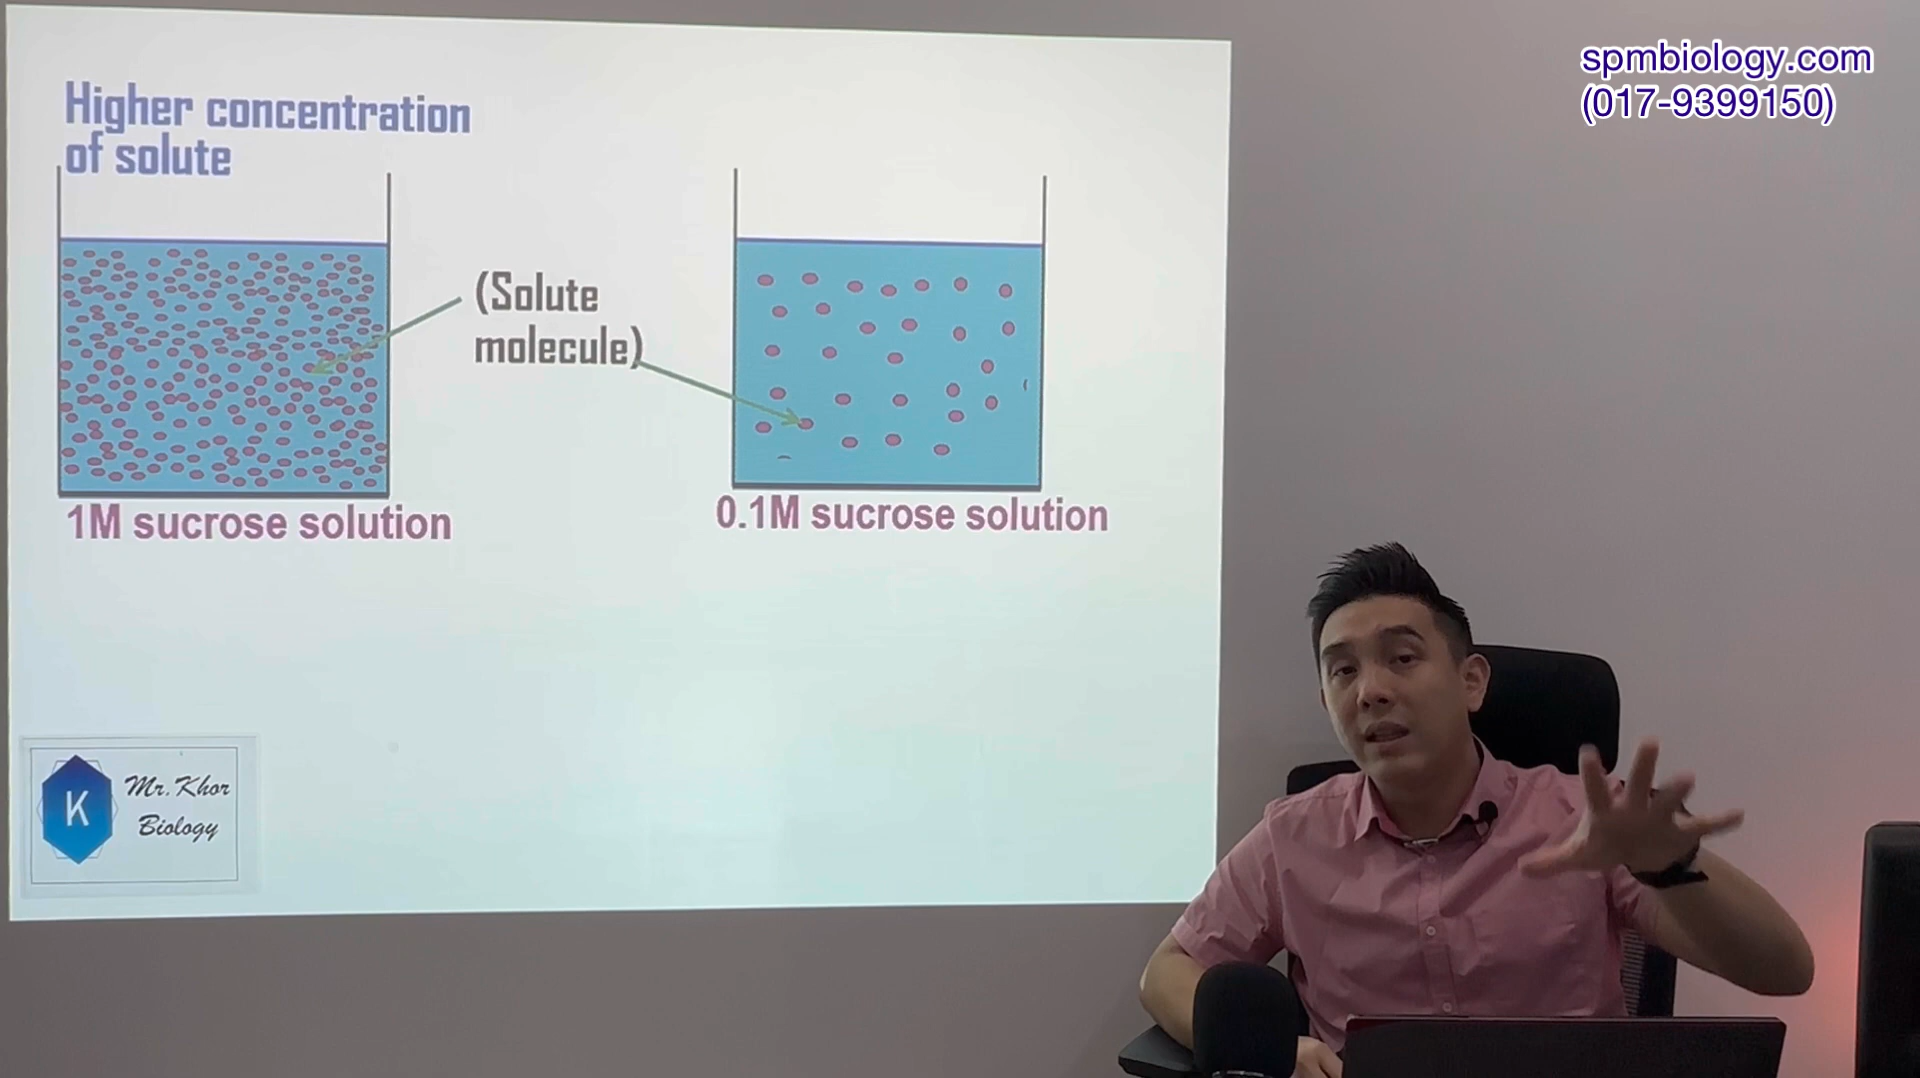 spmbiology.com
(017-9399150)
Higher concentration
of solute
(Solute
molecule)
1M sucrose solution
0.1M sucrose solution
K
Mr. Khor
Biology